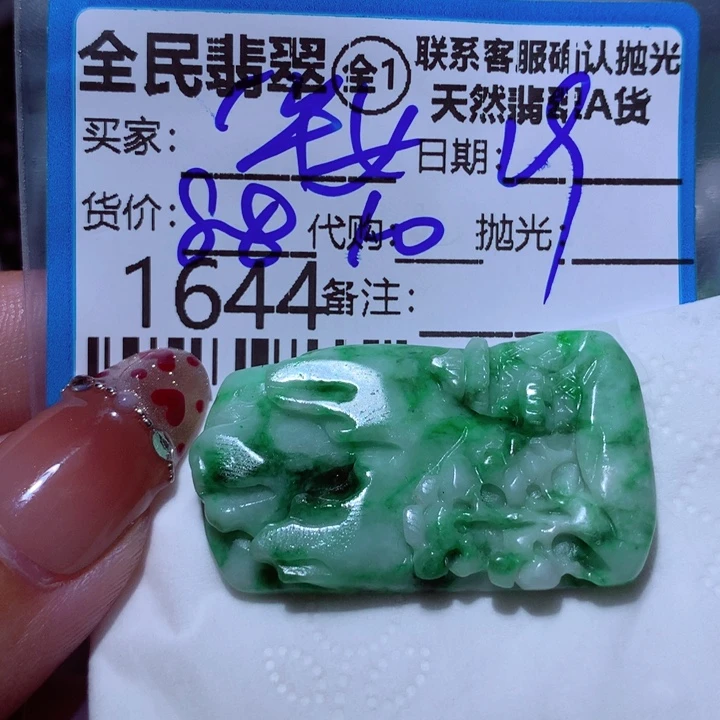 全民翡翠 全1 联系客服确认抛光
天然翡翠A货
买家： 日期：
货价：88 代购：10 抛光：
1644 备注：